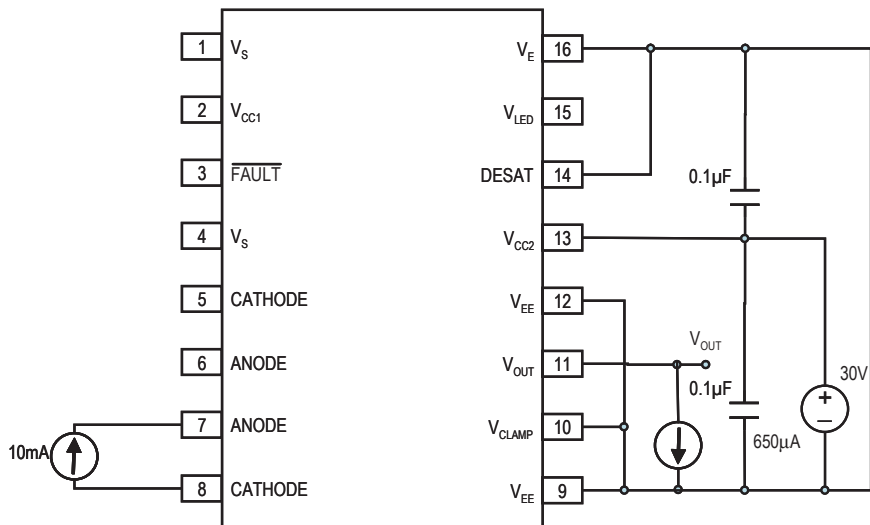 1 V_S
2 V_CC1
3 FAULT
4 V_S
5 CATHODE
6 ANODE
7 ANODE
8 CATHODE
10mA
V_E 16
V_LED 15
DESAT 14
V_CC2 13
V_EE 12
V_OUT 11
V_CLAMP 10
V_EE 9
0.1µF
V_OUT
0.1µF
30V
+
–
650µA